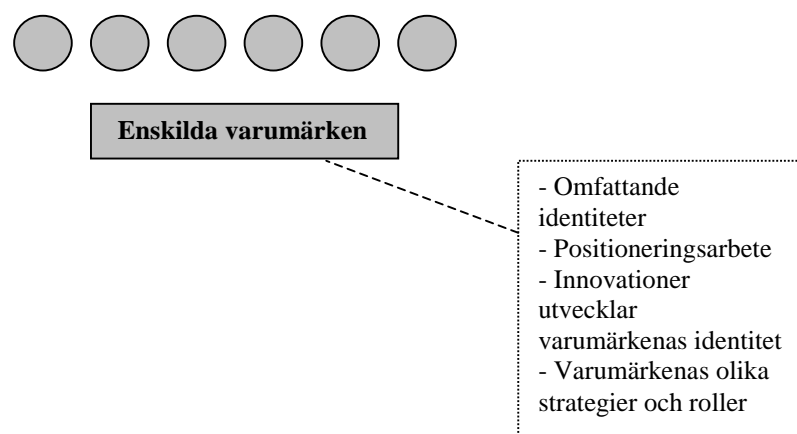 Enskilda varumärken
- Omfattande
identiteter
- Positioneringsarbete
- Innovationer
utvecklar
varumärkenas identitet
- Varumärkenas olika
strategier och roller